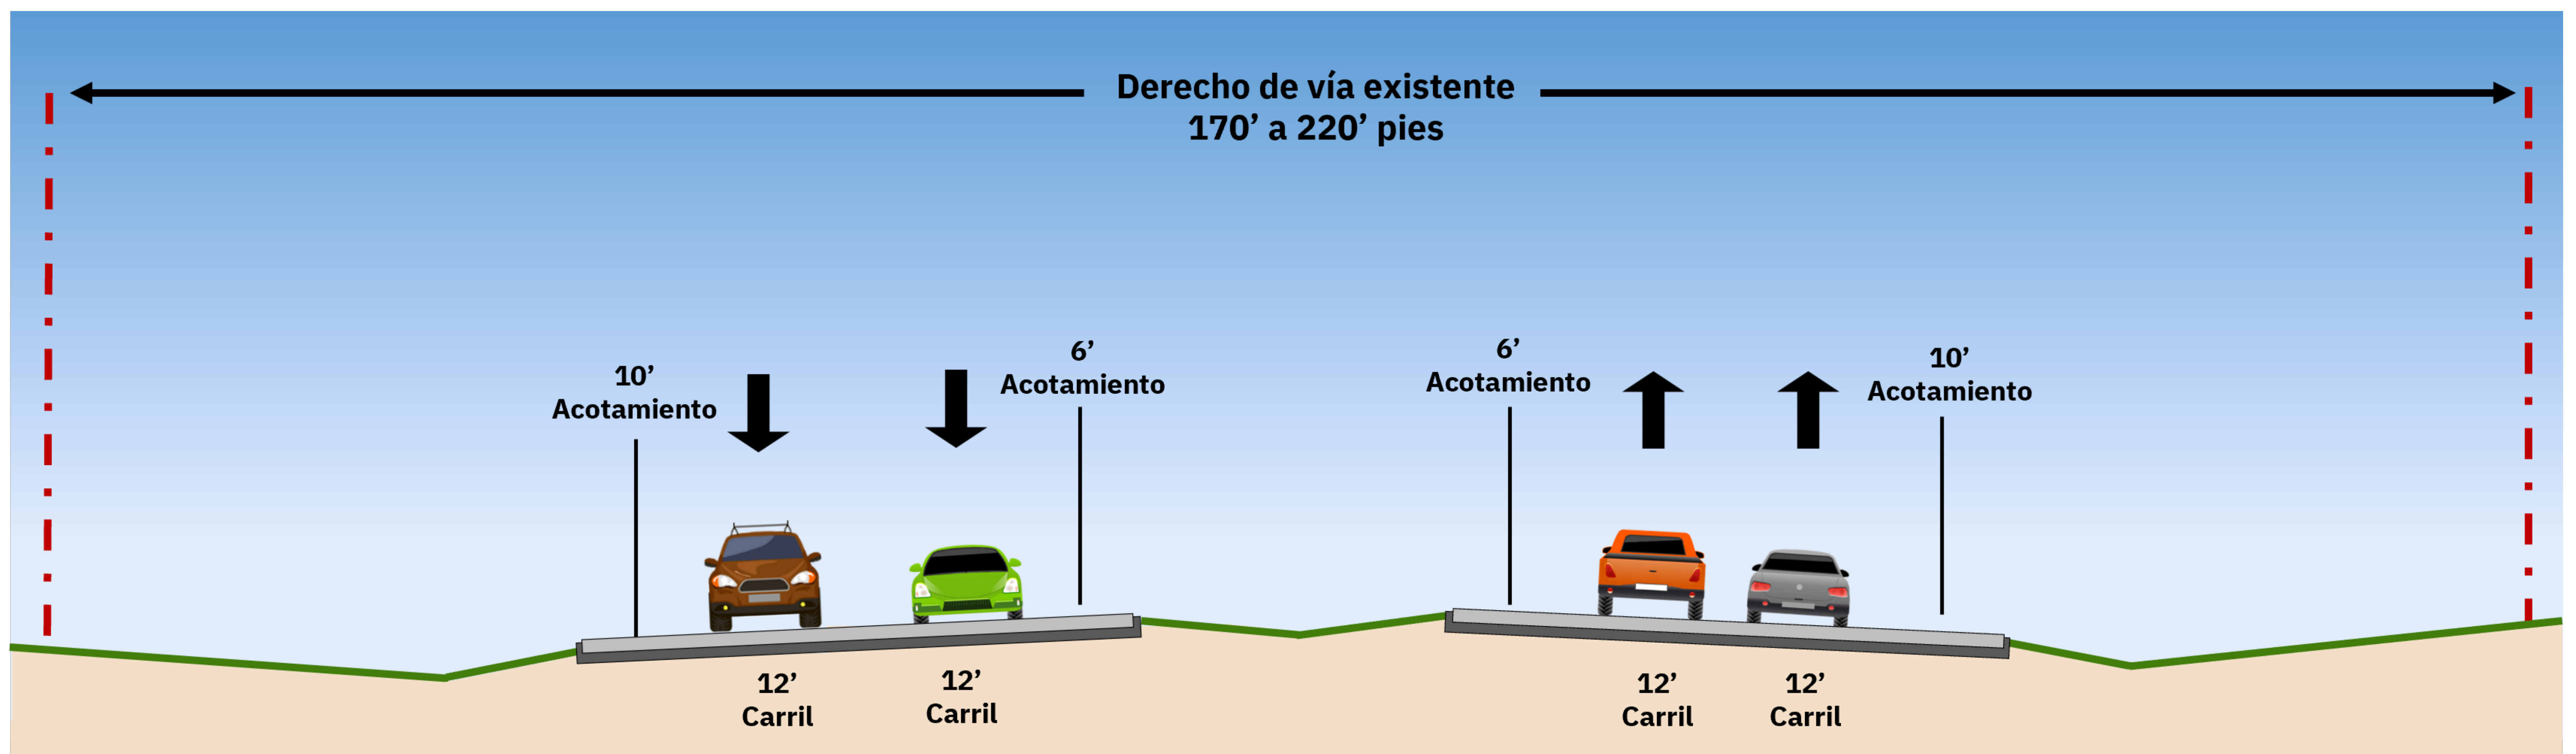 Derecho de vía existente
170’ a 220’ pies
10’
Acotamiento
6’
Acotamiento
6’
Acotamiento
10’
Acotamiento
12’
Carril
12’
Carril
12’
Carril
12’
Carril